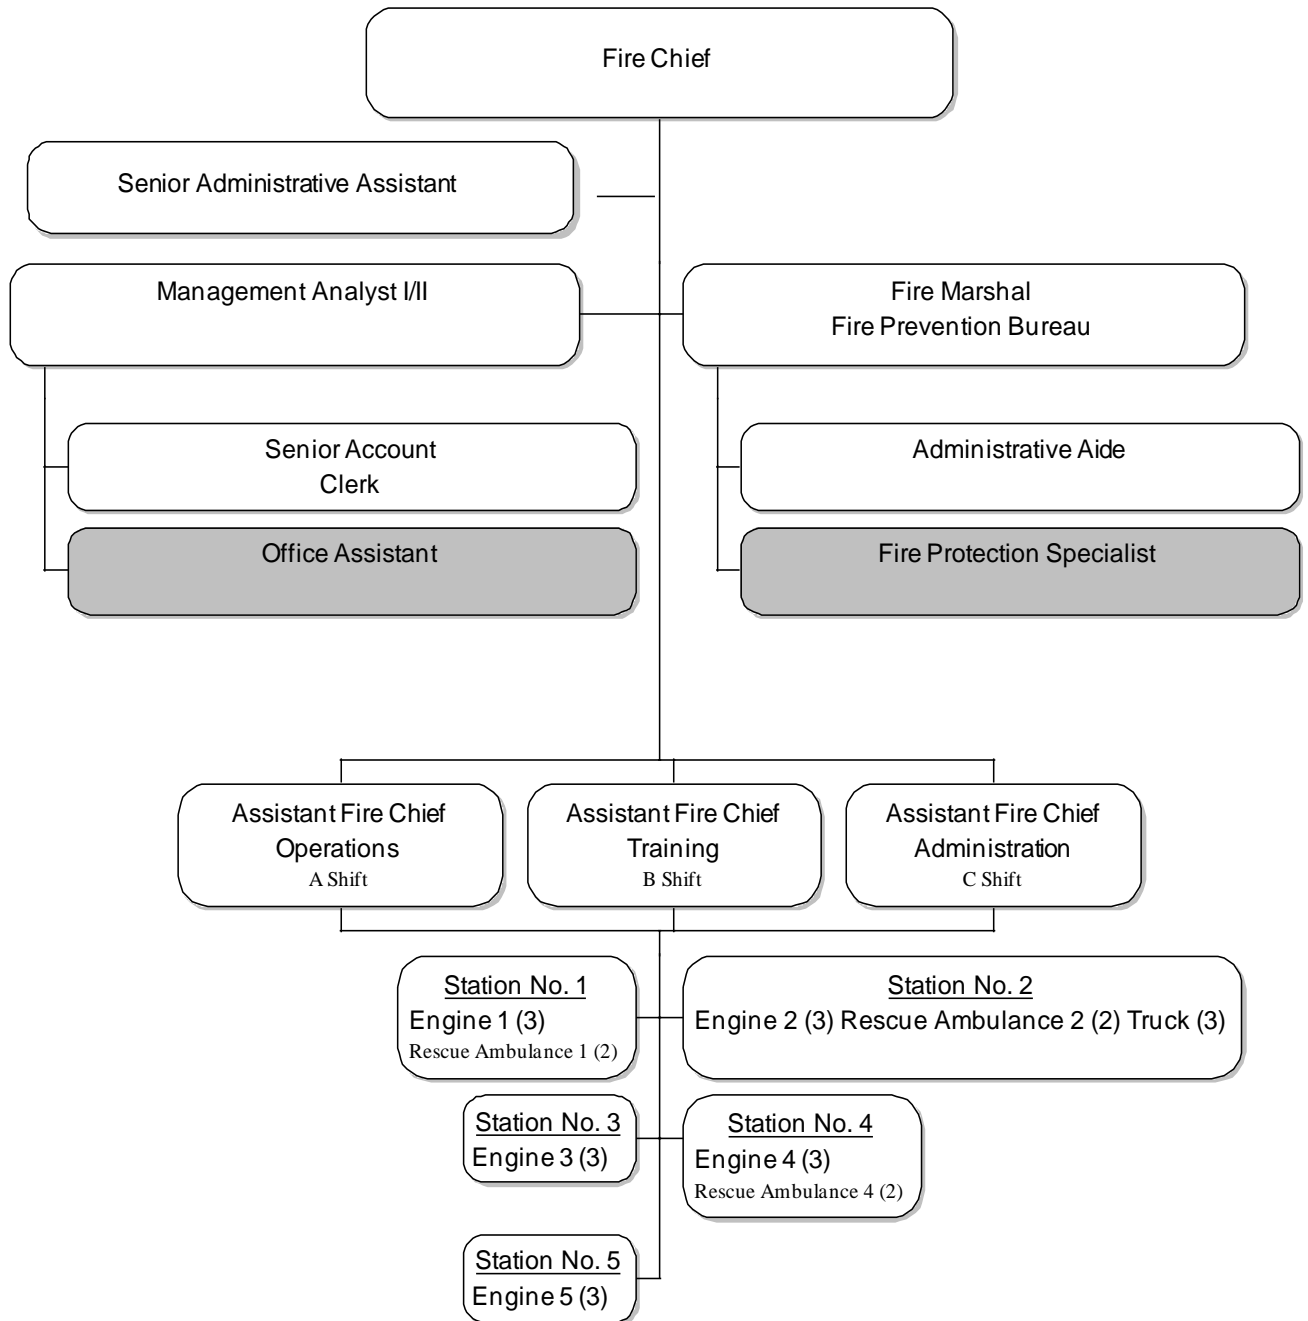 Fire Chief
Senior Administrative Assistant
Management Analyst I/II
Fire Marshal
Fire Prevention Bureau
Senior Account
Clerk
Administrative Aide
Office Assistant
Fire Protection Specialist
Assistant Fire Chief
Operations
A Shift
Assistant Fire Chief
Training
B Shift
Assistant Fire Chief
Administration
C Shift
Station No. 1
Engine 1 (3)
Rescue Ambulance 1 (2)
Station No. 2
Engine 2 (3) Rescue Ambulance 2 (2) Truck (3)
Station No. 3
Engine 3 (3)
Station No. 4
Engine 4 (3)
Rescue Ambulance 4 (2)
Station No. 5
Engine 5 (3)